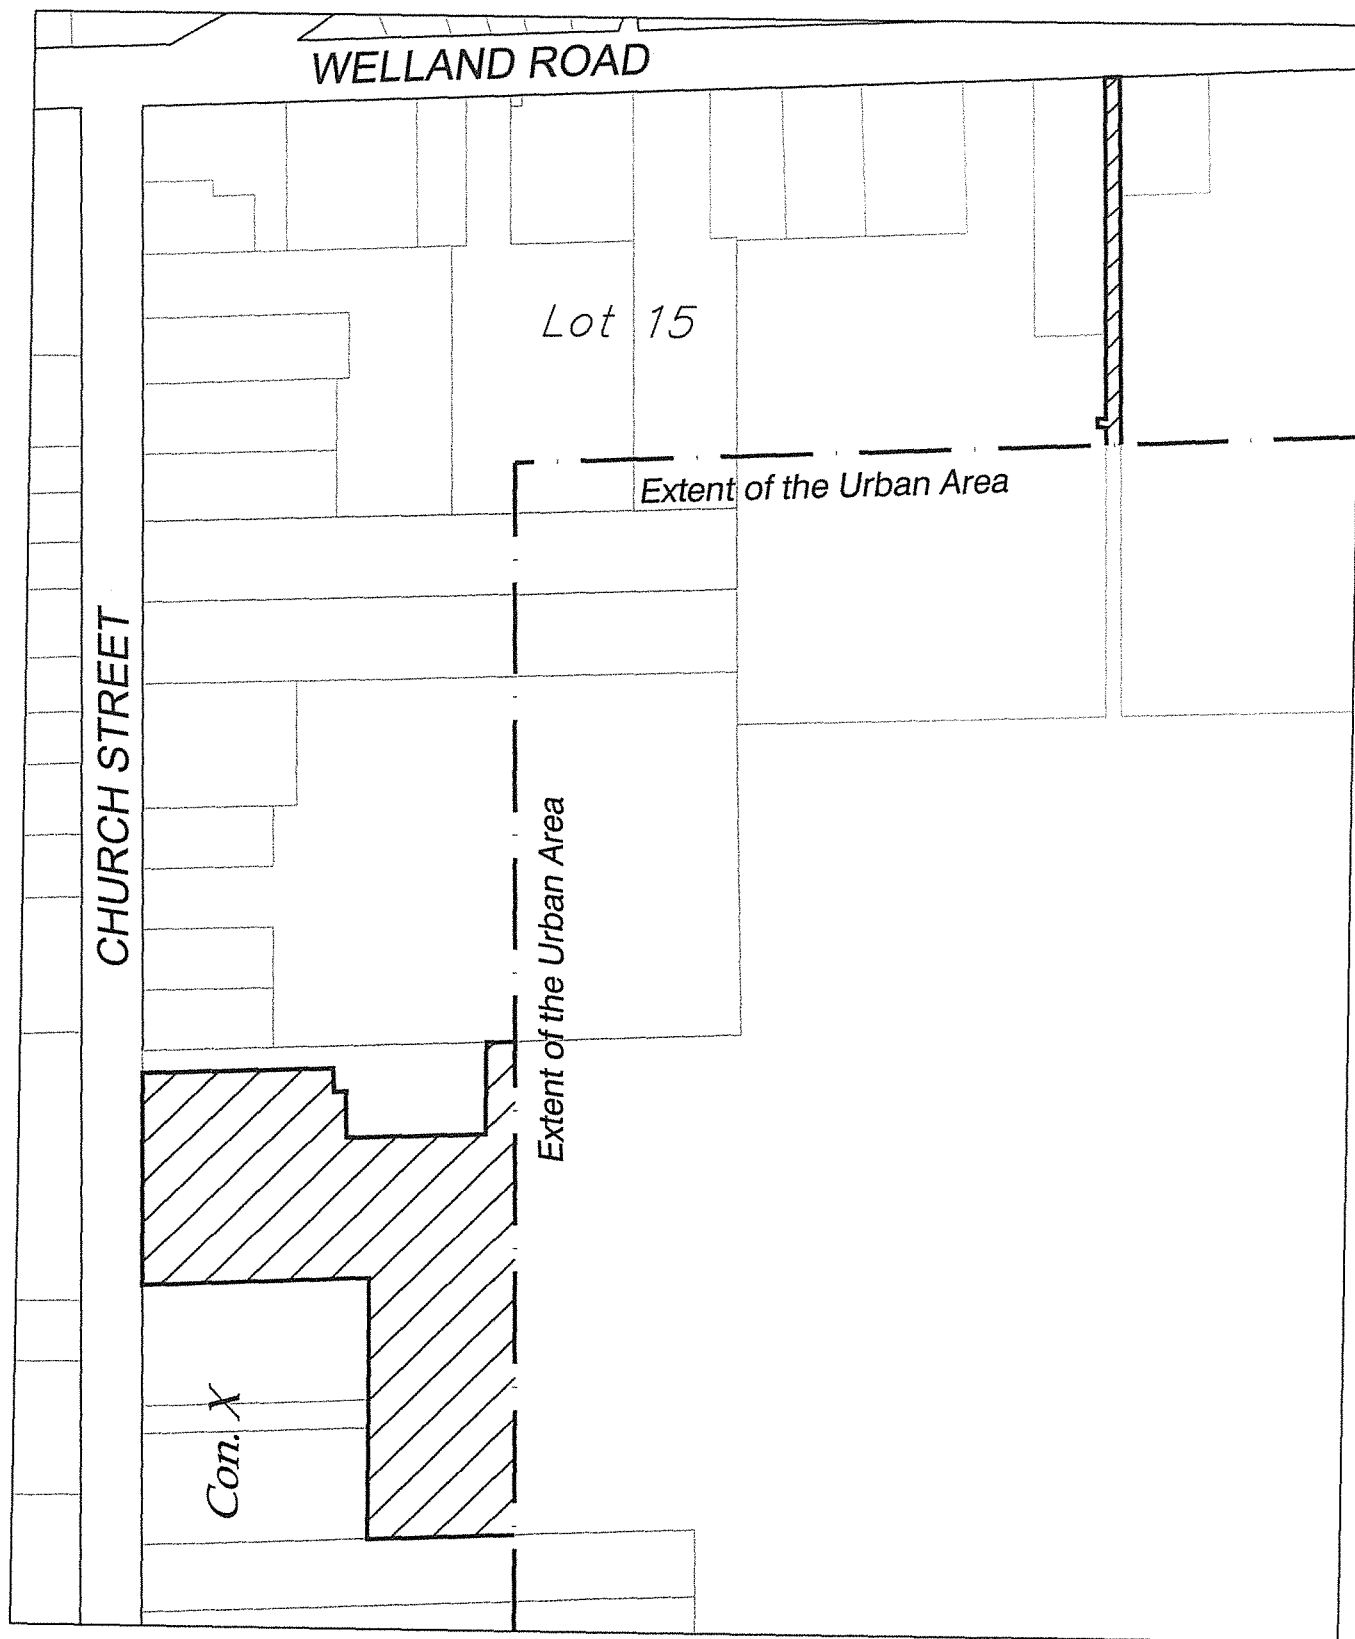 WELLAND ROAD
Lot 15
Extent of the Urban Area
CHURCH STREET
Extent of the Urban Area
Con. X